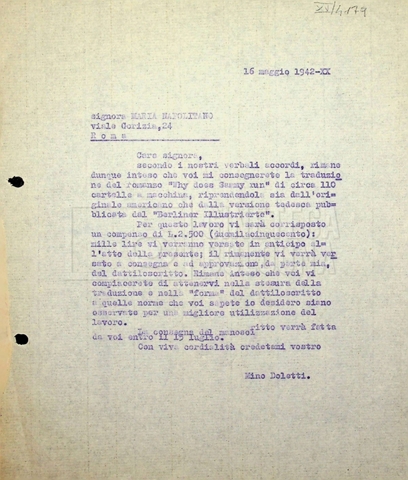 16 maggio 1942-XX
signora MARIA NAPOLITANO
viale Gorizia,24
Roma
Cara signora,
secondo i nostri verbali accordi, rimane
dunque inteso che voi mi consegnerete la traduzio
ne del romanzo "Why does Sammy run" di circa 110
cartelle a macchina, riprendendola sia dall'ori-
ginale americano che dalla versione tedesca pub-
blicata dal "Berliner Illustrierte".
Per questo lavoro vi sarà corrisposto
un compenso di L.2.500 (duemilacinquecento):
mille lire vi verranno versate in anticipo al-
l'atto della presente; il rimanente vi verrà ver
sato a consegna e ad approvazione, da parte mia,
del dattiloscritto. Rimane inteso che voi vi
compiacerete di attenervi nella stesura della
traduzione e nella "forma" del dattiloscritto
a quelle norme che voi sapete io desidero siano
osservate per una migliore utilizzazione del
lavoro.
La consegna del manoscritto verrà fatta
da voi entro il 15 luglio.
Con viva cordialità credetemi vostro
Mino Doletti.